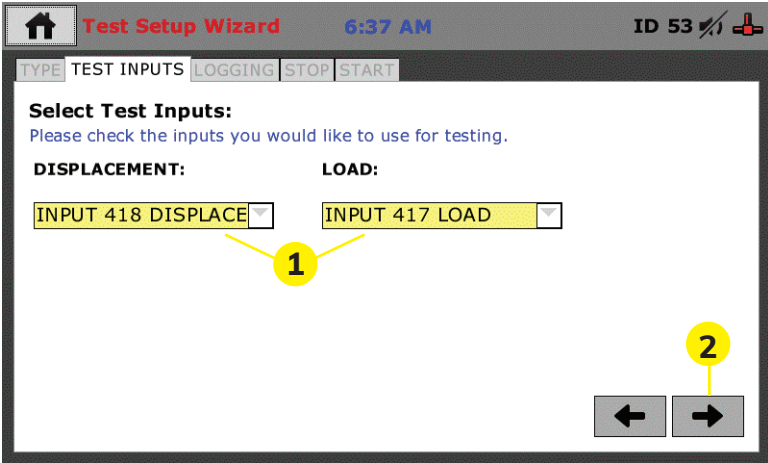 Test Setup Wizard 6:37 AM ID 53
TYPE TEST INPUTS LOGGING STOP START
Select Test Inputs:
Please check the inputs you would like to use for testing.
DISPLACEMENT: LOAD:
INPUT 418 DISPLACE INPUT 417 LOAD
1
2